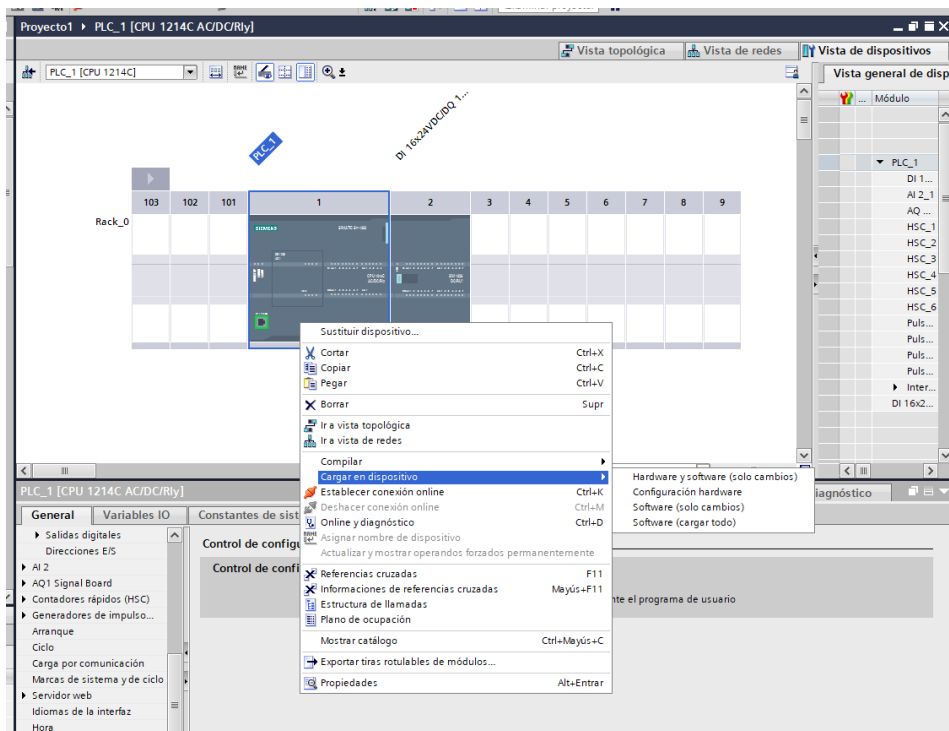 Proyecto1 ▸ PLC_1 [CPU 1214C AC/DC/Rly]
Vista topológica
Vista de redes
Vista de dispositivos
PLC_1 [CPU 1214C]
Vista general de disp
... Módulo
PLC_1
DI 16x24VDC/DQ 1...
PLC_1
DI 1...
AI 2_1
AQ ...
HSC_1
HSC_2
HSC_3
HSC_4
HSC_5
HSC_6
Puls...
Puls...
Puls...
Puls...
Inter...
DI 16x2...
103 102 101 1 2 3 4 5 6 7 8 9
Rack_0
SIEMENS
Sustituir dispositivo...
Cortar Ctrl+X
Copiar Ctrl+C
Pegar Ctrl+V
Borrar Supr
Ir a vista topológica
Ir a vista de redes
Compilar
Cargar en dispositivo
Establecer conexión online Ctrl+K
Deshacer conexión online Ctrl+M
Online y diagnóstico Ctrl+D
Asignar nombre de dispositivo
Actualizar y mostrar operandos forzados permanentemente
Referencias cruzadas F11
Informaciones de referencias cruzadas Mayús+F11
Estructura de llamadas
Plano de ocupación
Mostrar catálogo Ctrl+Mayús+C
Exportar tiras rotulables de módulos...
Propiedades Alt+Entrar
Hardware y software (solo cambios)
Configuración hardware
Software (solo cambios)
Software (cargar todo)
PLC_1 [CPU 1214C AC/DC/Rly]
iagnóstico
General
Variables IO
Constantes de sist
Salidas digitales
Direcciones E/S
AI 2
AQ1 Signal Board
Contadores rápidos (HSC)
Generadores de impulso...
Arranque
Ciclo
Carga por comunicación
Marcas de sistema y de ciclo
Servidor web
Idiomas de la interfaz
Hora
Control de configu
Control de confi
nte el programa de usuario